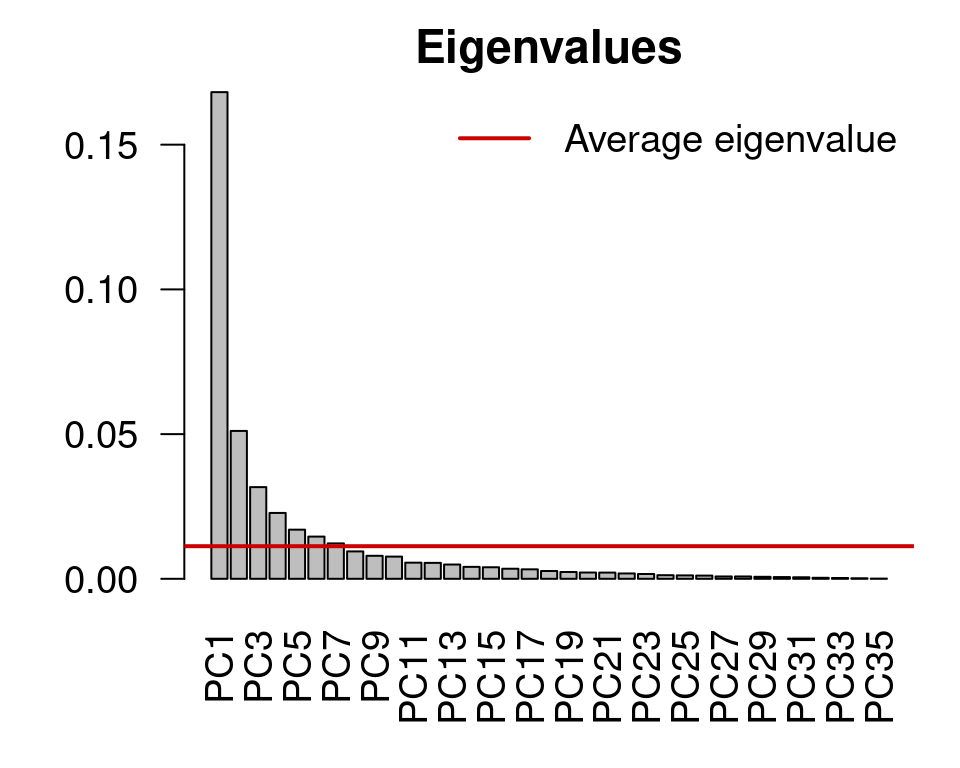 Eigenvalues
Average eigenvalue
0.15
0.10
0.05
0.00
PC1
PC3
PC5
PC7
PC9
PC11
PC13
PC15
PC17
PC19
PC21
PC23
PC25
PC27
PC29
PC31
PC33
PC35